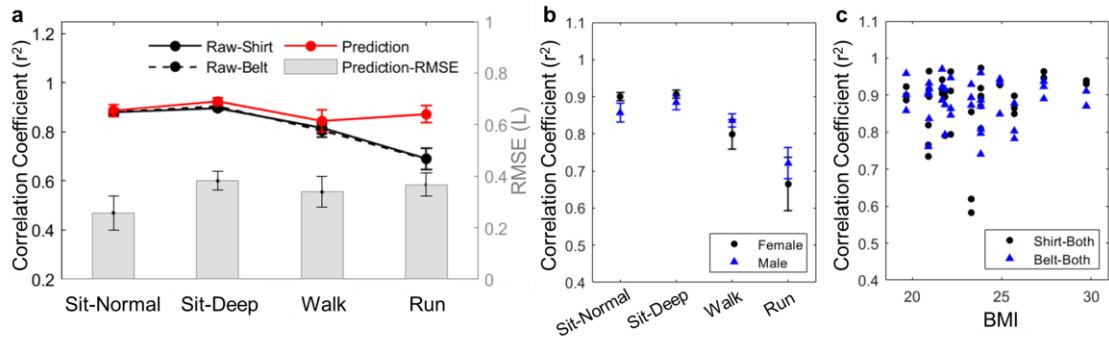 a
Correlation Coefficient (r²)
1.2
1
0.8
0.6
0.4
0.2
Raw-Shirt
Raw-Belt
Prediction
Prediction-RMSE
1
0.8
0.6
0.4
0.2
0
RMSE (L)
Sit-Normal Sit-Deep Walk Run
b
Correlation Coefficient (r²)
1
0.9
0.8
0.7
0.6
0.5
0.4
Female
Male
Sit-Normal Sit-Deep Walk Run
c
Correlation Coefficient (r²)
1
0.9
0.8
0.7
0.6
0.5
0.4
Shirt-Both
Belt-Both
20 25 30
BMI